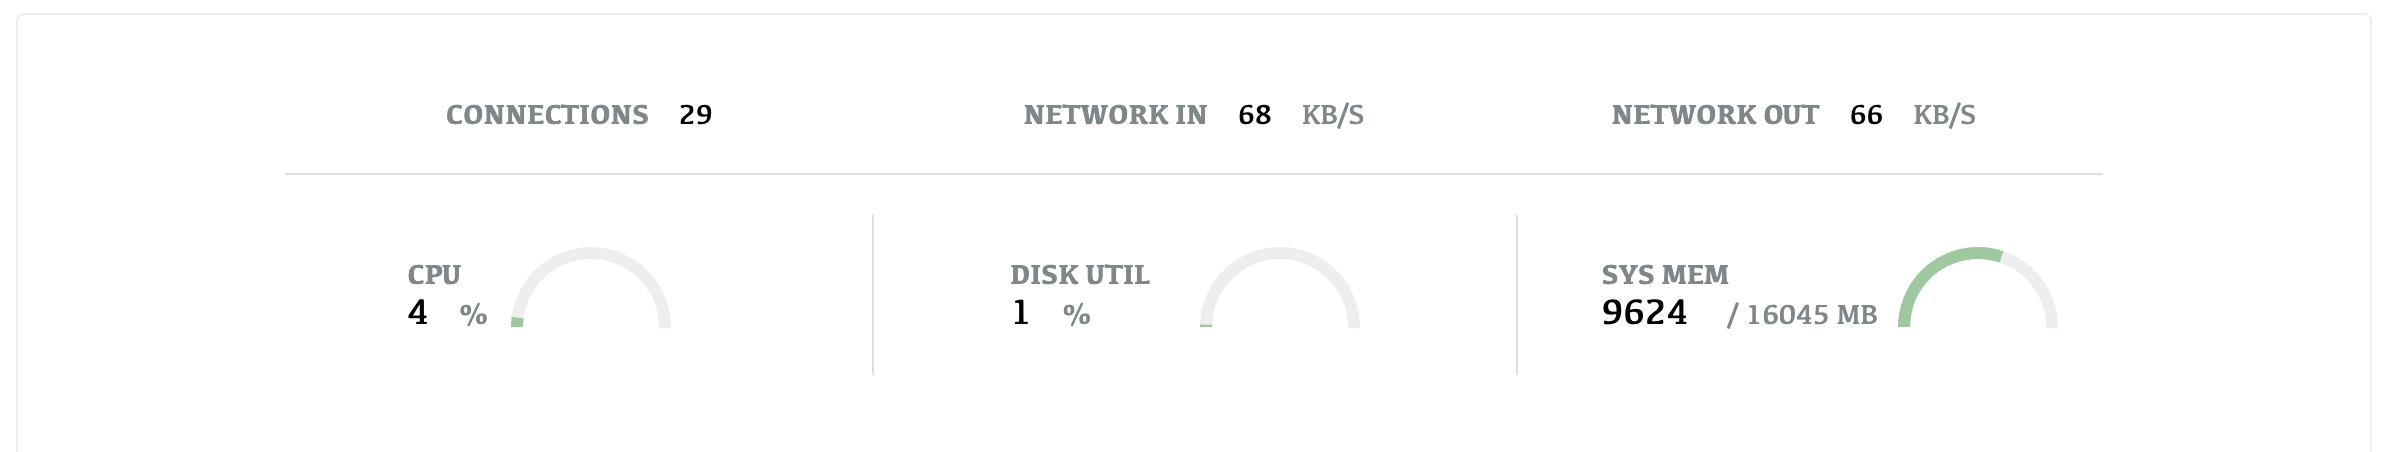 CONNECTIONS 29 NETWORK IN 68 KB/S NETWORK OUT 66 KB/S
CPU
4 %
DISK UTIL
1 %
SYS MEM
9624 / 16045 MB